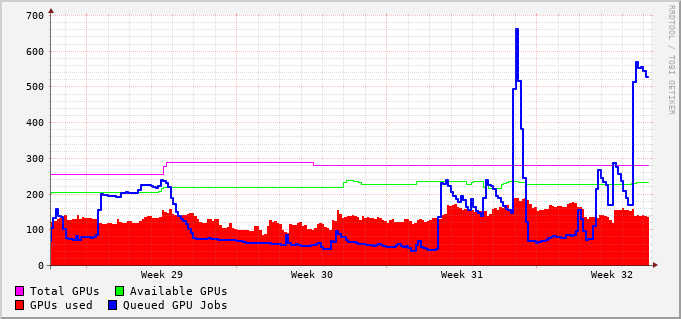 700
600
500
400
300
200
100
0
Week 29 Week 30 Week 31 Week 32
Total GPUs Available GPUs
GPUs used Queued GPU Jobs
RRDTOOL / TOBI OETIKER